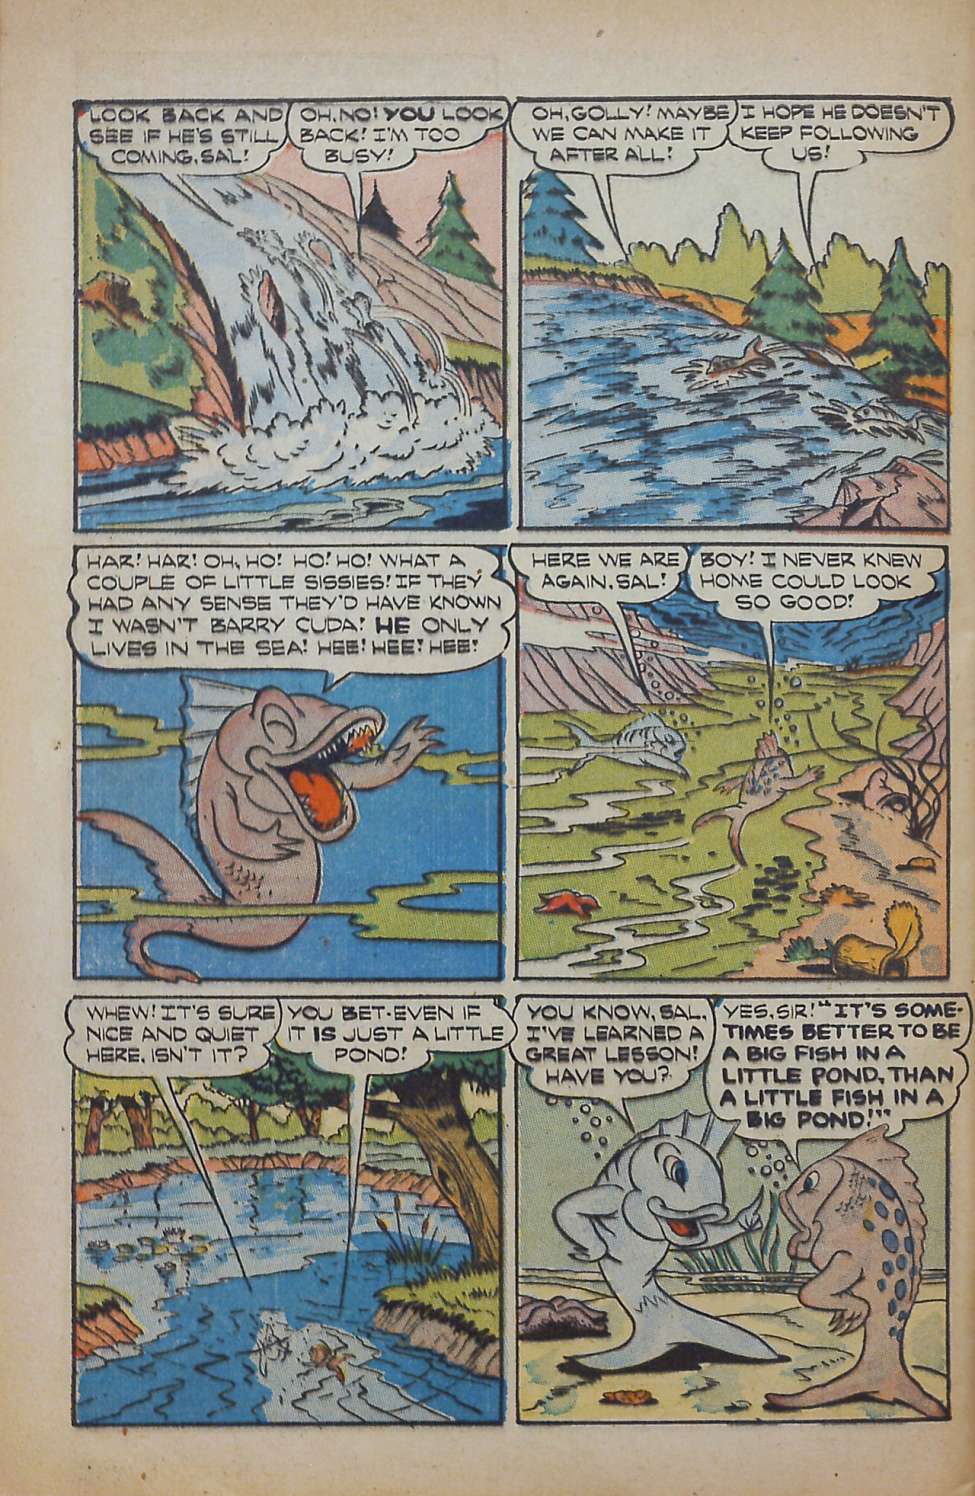 LOOK BACK AND
SEE IF HE'S STILL
COMING, SAL!
OH, NO! YOU LOOK
BACK! I'M TOO
BUSY!
OH, GOLLY! MAYBE
WE CAN MAKE IT
AFTER ALL!
I HOPE HE DOESN'T
KEEP FOLLOWING
US!
HAR! HAR! OH, HO! HO! HO! WHAT A
COUPLE OF LITTLE SISSIES! IF THEY
HAD ANY SENSE THEY'D HAVE KNOWN
I WASN'T BARRY CUDA! HE ONLY
LIVES IN THE SEA! HEE! HEE! HEE!
HERE WE ARE
AGAIN, SAL!
BOY! I NEVER KNEW
HOME COULD LOOK
SO GOOD!
WHEW! IT'S SURE
NICE AND QUIET
HERE, ISN'T IT?
YOU BET-EVEN IF
IT IS JUST A LITTLE
POND!
YOU KNOW, SAL,
I'VE LEARNED A
GREAT LESSON!
HAVE YOU?
YES, SIR! "IT'S SOME-
TIMES BETTER TO BE
A BIG FISH IN A
LITTLE POND, THAN
A LITTLE FISH IN A
BIG POND!"